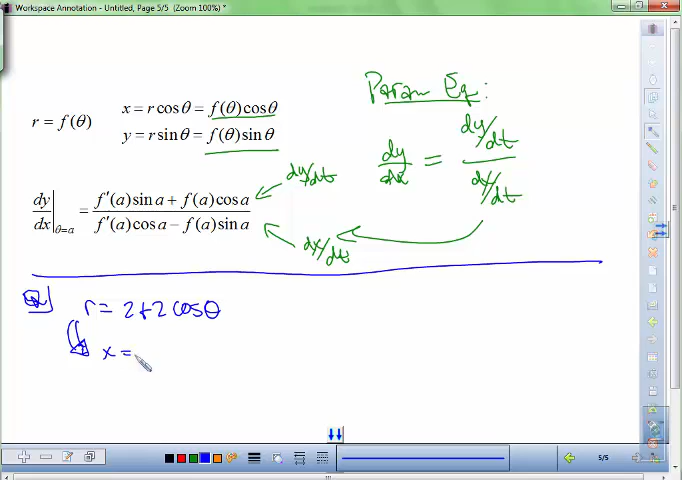 Workspace Annotation - Untitled, Page 5/5 (Zoom 100%) *
Param Eq:
r = f(θ)
x = r cos θ = f(θ) cos θ
y = r sin θ = f(θ) sin θ
dy/dx = dy/dt / dx/dt
dy/dt
dy/dx|θ=a = f′(a) sin a + f(a) cos a / f′(a) cos a − f(a) sin a
dx/dt
r = 2+2 cos θ
x =
5/5